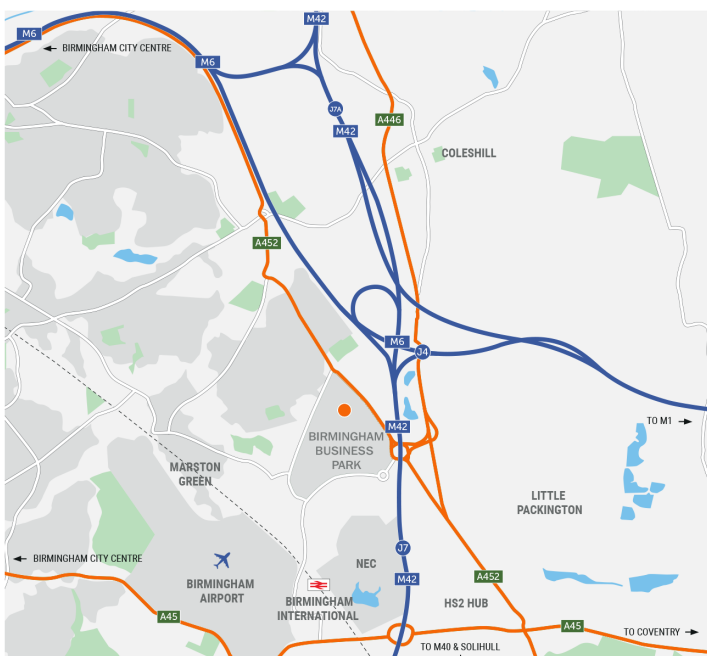 M42
M6
BIRMINGHAM CITY CENTRE
M6
J7A
A446
M42
COLESHILL
A452
M6
J4
TO M1
M42
BIRMINGHAM
BUSINESS
PARK
MARSTON
GREEN
LITTLE
PACKINGTON
J7
BIRMINGHAM CITY CENTRE
NEC
M42
A452
BIRMINGHAM
AIRPORT
BIRMINGHAM
INTERNATIONAL
HS2 HUB
A45
A45
TO COVENTRY
TO M40 & SOLIHULL